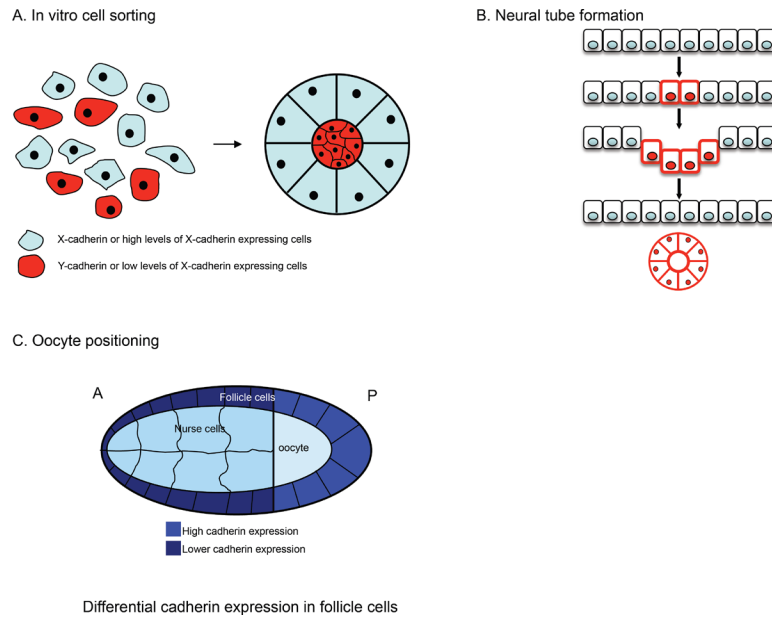 A. In vitro cell sorting
B. Neural tube formation
X-cadherin or high levels of X-cadherin expressing cells
Y-cadherin or low levels of X-cadherin expressing cells
C. Oocyte positioning
A
P
Follicle cells
Nurse cells
oocyte
High cadherin expression
Lower cadherin expression
Differential cadherin expression in follicle cells